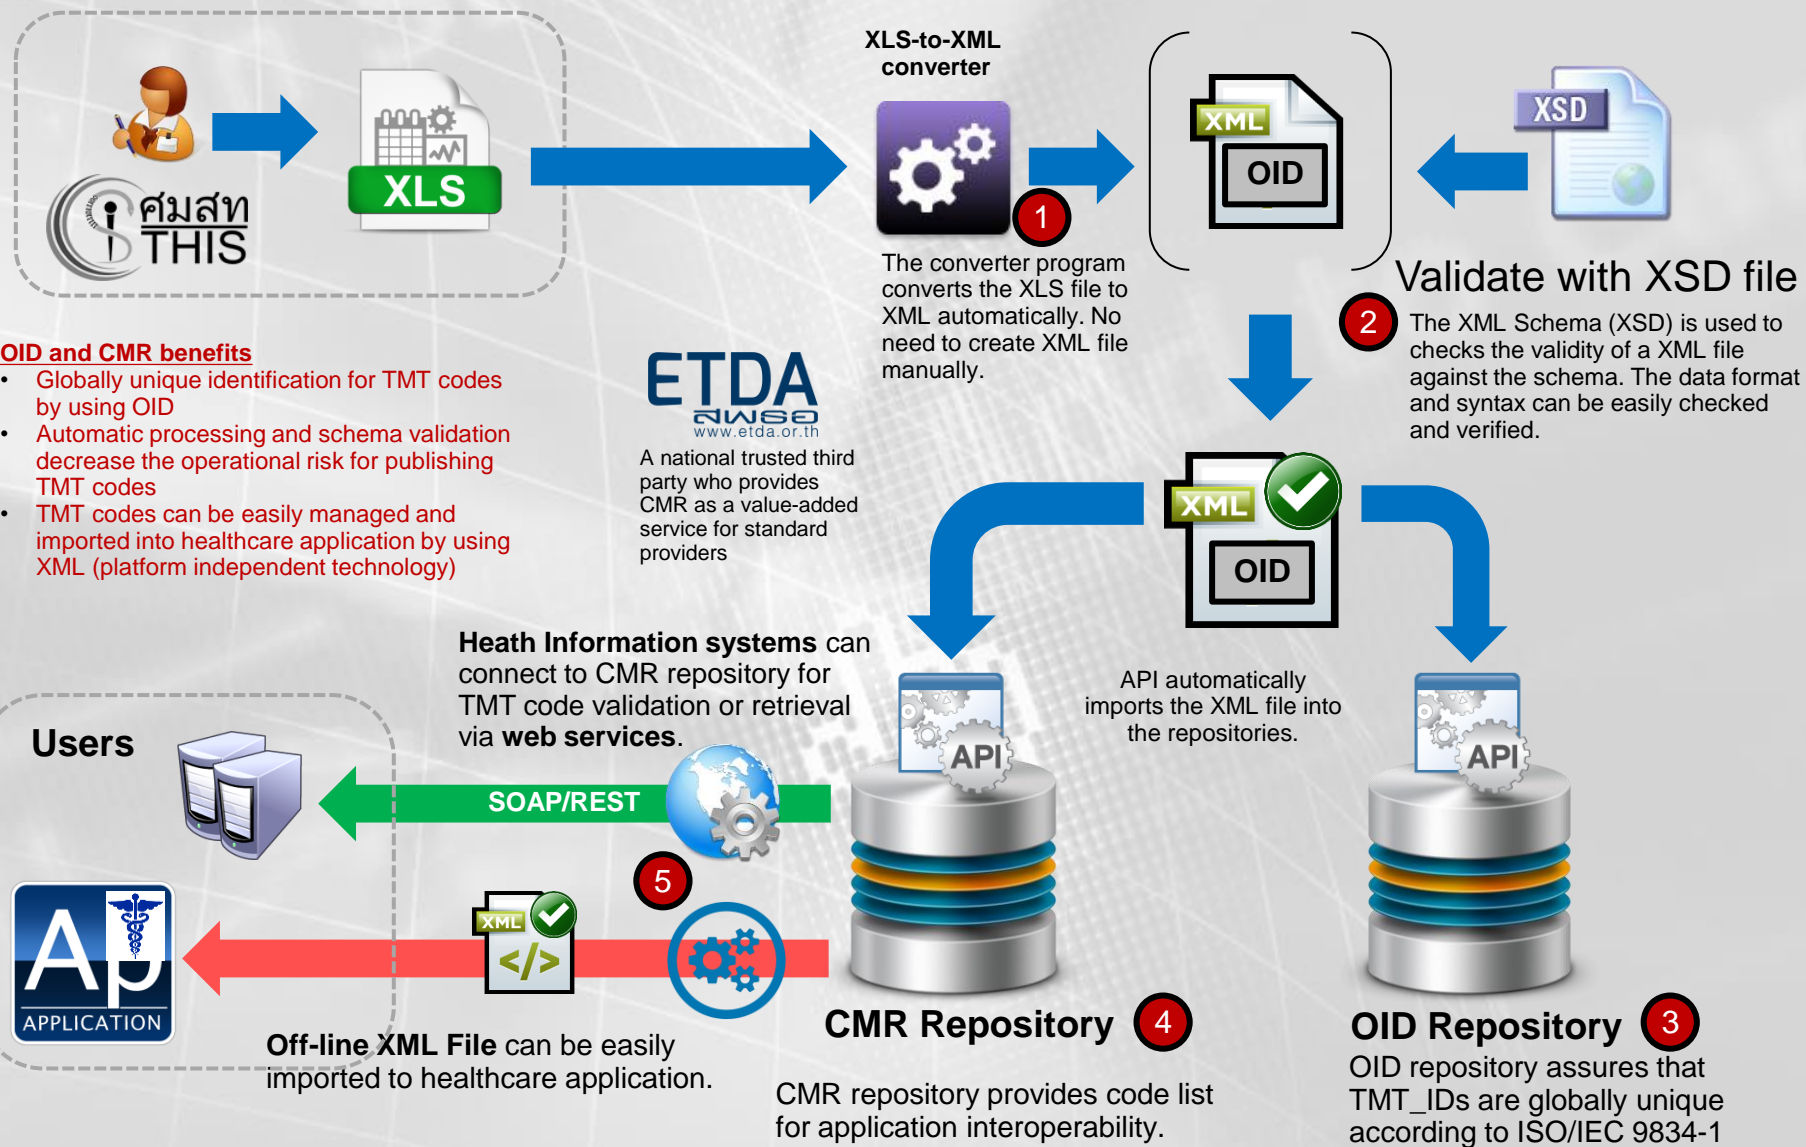 XLS-to-XML
converter
ศมสท
THIS
XLS
1
The converter program
converts the XLS file to
XML automatically. No
need to create XML file
manually.
XML
OID
XSD
Validate with XSD file
2
The XML Schema (XSD) is used to
checks the validity of a XML file
against the schema. The data format
and syntax can be easily checked
and verified.
OID and CMR benefits
• Globally unique identification for TMT codes
by using OID
• Automatic processing and schema validation
decrease the operational risk for publishing
TMT codes
• TMT codes can be easily managed and
imported into healthcare application by using
XML (platform independent technology)
ETDA
สพธอ
www.etda.or.th
A national trusted third
party who provides
CMR as a value-added
service for standard
providers
XML
OID
API automatically
imports the XML file into
the repositories.
Heath Information systems can
connect to CMR repository for
TMT code validation or retrieval
via web services.
Users
SOAP/REST
API
API
5
XML
</>
Ap
APPLICATION
Off-line XML File can be easily
imported to healthcare application.
CMR Repository 4
CMR repository provides code list
for application interoperability.
OID Repository 3
OID repository assures that
TMT_IDs are globally unique
according to ISO/IEC 9834-1